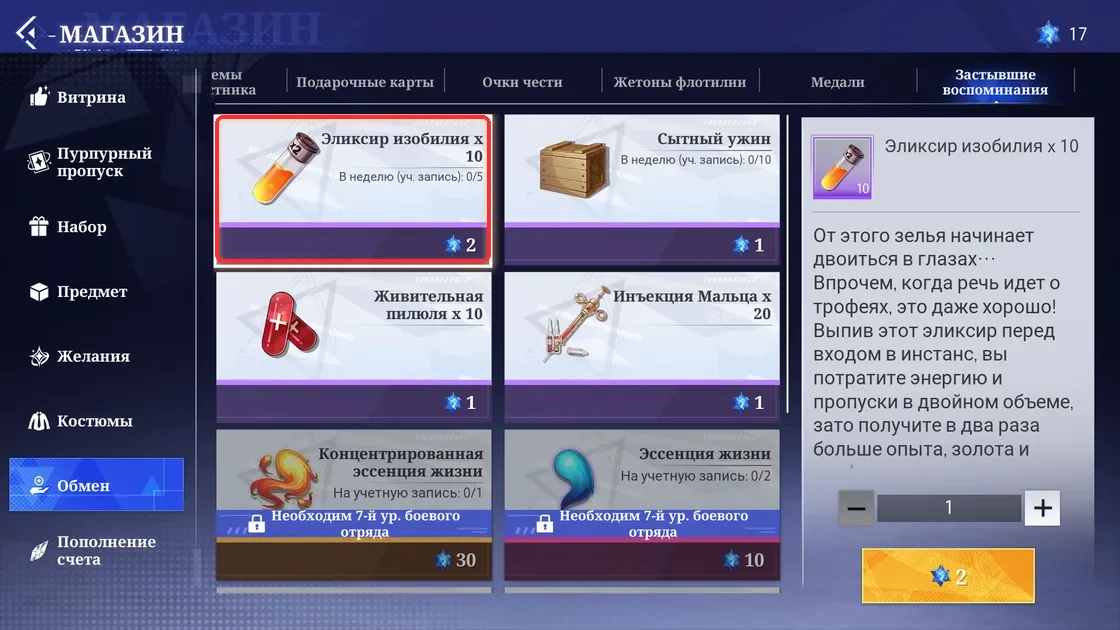 МАГАЗИН
17
Витрина
Пурпурный
пропуск
Набор
Предмет
Желания
Костюмы
Обмен
Пополнение
счета
емы
стника
Подарочные карты
Очки чести
Жетоны флотилии
Медали
Застывшие
воспоминания
Эликсир изобилия x
10
В неделю (уч. запись): 0/5
x2
2
Сытный ужин
В неделю (уч. запись): 0/10
1
Живительная
пилюля x 10
1
Инъекция Мальца x
20
1
Концентрированная
эссенция жизни
На учетную запись: 0/1
Необходим 7-й ур. боевого
отряда
30
Эссенция жизни
На учетную запись: 0/2
Необходим 7-й ур. боевого
отряда
10
x2
10
Эликсир изобилия x 10
От этого зелья начинает
двоиться в глазах···
Впрочем, когда речь идет о
трофеях, это даже хорошо!
Выпив этот эликсир перед
входом в инстанс, вы
потратите энергию и
пропуски в двойном объеме,
зато получите в два раза
больше опыта, золота и
− 1 +
2